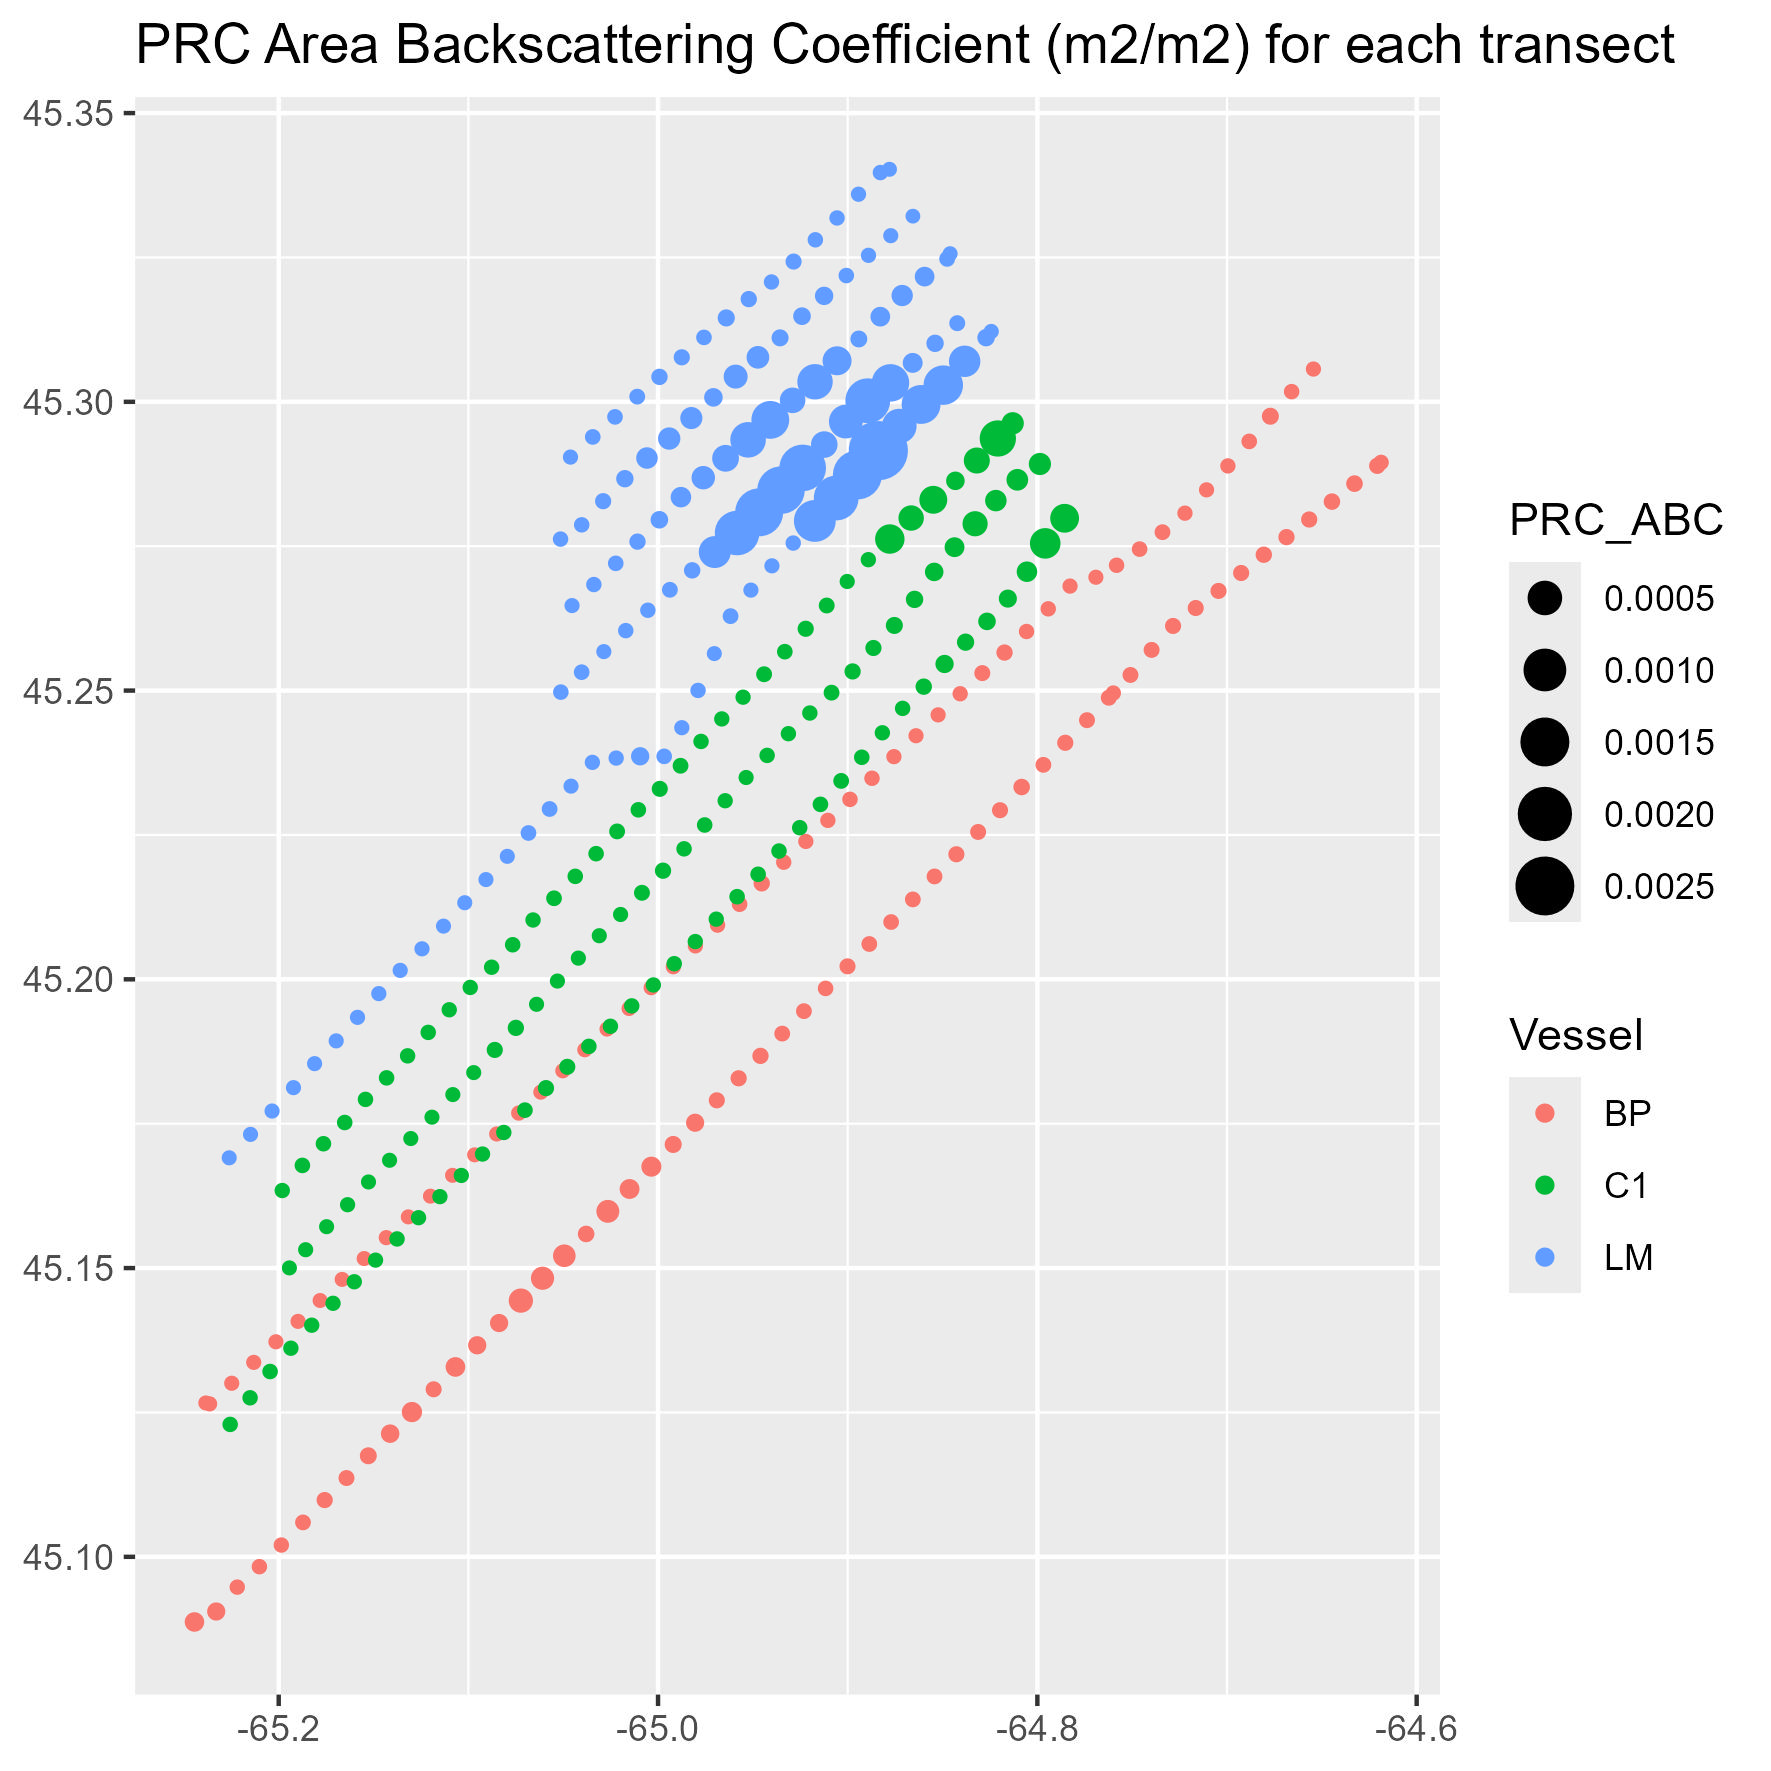 PRC Area Backscattering Coefficient (m2/m2) for each transect
45.35
45.30
45.25
45.20
45.15
45.10
-65.2
-65.0
-64.8
-64.6
PRC_ABC
0.0005
0.0010
0.0015
0.0020
0.0025
Vessel
BP
C1
LM